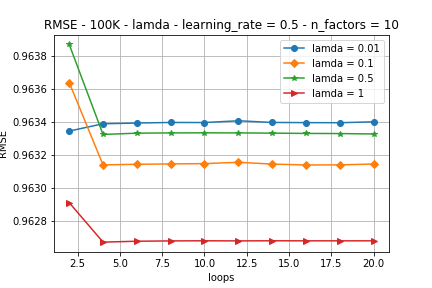 RMSE - 100K - lamda - learning_rate = 0.5 - n_factors = 10
lamda = 0.01
lamda = 0.1
lamda = 0.5
lamda = 1
0.9638
0.9636
0.9634
0.9632
0.9630
0.9628
RMSE
2.5 5.0 7.5 10.0 12.5 15.0 17.5 20.0
loops